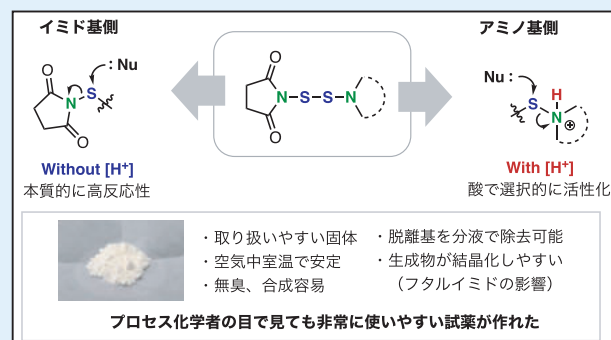 イミド基側
アミノ基側
O
: Nu
N
S
O
Without [H⁺]
本質的に高反応性
O
N
S
S
N
O
Nu :
H
S
N
⊕
With [H⁺]
酸で選択的に活性化
・取り扱いやすい固体
・空気中室温で安定
・無臭、合成容易
・脱離基を分液で除去可能
・生成物が結晶化しやすい
（フタルイミドの影響）
プロセス化学者の目で見ても非常に使いやすい試薬が作れた